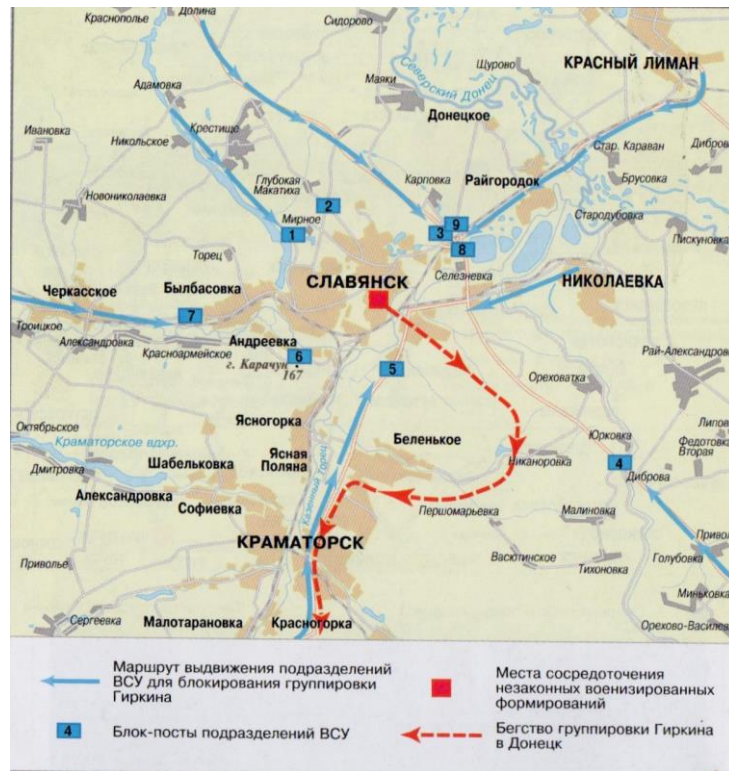 Краснополье
Долина
Сидорово
Щурово
КРАСНЫЙ ЛИМАН
Адамовка
Маяки
Северский Донец
Донецкое
Ивановка
Никольское
Крестище
Стар. Караван
Диброва
Глубокая
Макатиха
Карповка
Райгородок
Брусовка
Новониколаевка
2
Мирное
9
3
1
8
Стародубовка
Пискуновка
Торец
Селезневка
СЛАВЯНСК
НИКОЛАЕВКА
Черкасское
Былбасовка
7
Троицкое
Александровка
Андреевка
Красноармейское
6
г. Карачун
167
5
Рай-Александровка
Ореховатка
Октябрьское
Ясногорка
Беленькое
Юрковка
Краматорское вдхр.
Ясная
Поляна
Никаноровка
4
Федотовка
Вторая
Дмитровка
Шабельковка
Диброва
Александровка
Софиевка
Казенный Торец
Першомарьевка
Малиновка
КРАМАТОРСК
Васютинское
Голубовка
Приволье
Тихоновка
Миньковка
Сергеевка
Малотарановка
Красногорка
Орехово-Василев
Маршрут выдвижения подразделений
ВСУ для блокирования группировки
Гиркина
Места сосредоточения
незаконных военизированных
формирований
4
Блок-посты подразделений ВСУ
Бегство группировки Гиркина
в Донецк